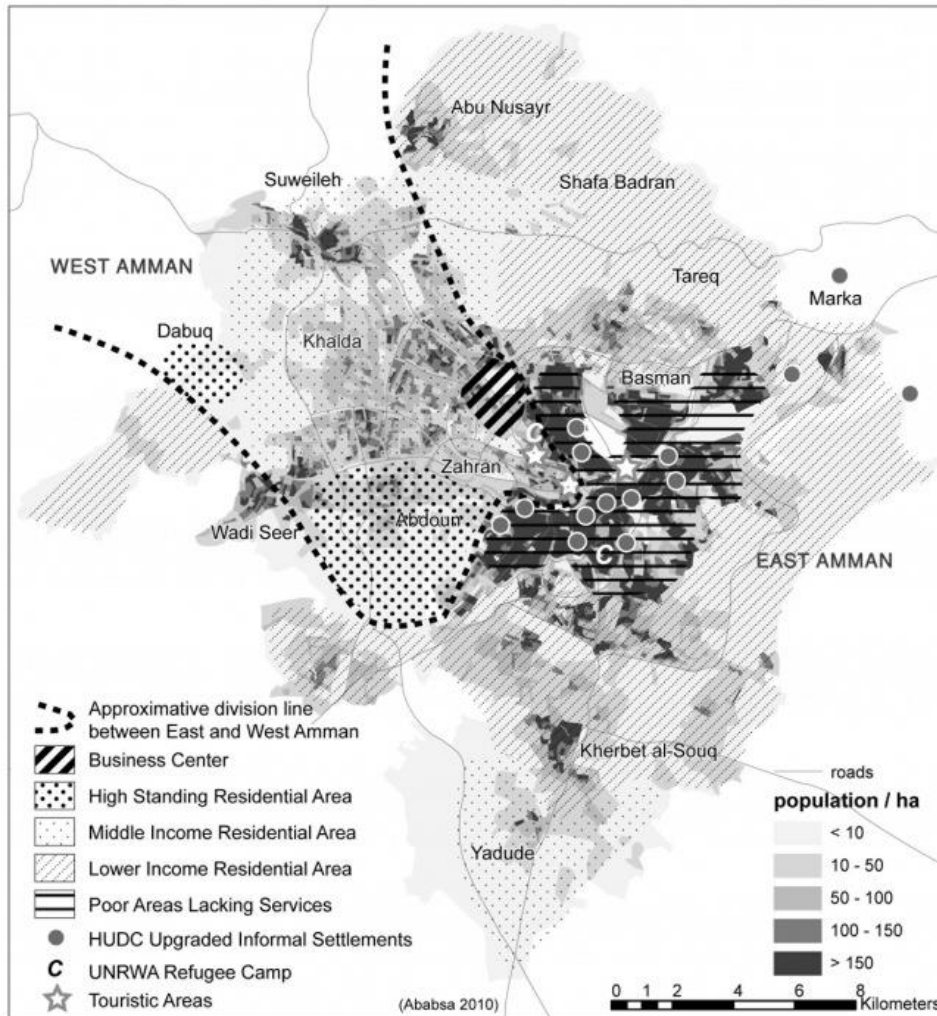 Abu Nusayr
Suweileh
Shafa Badran
WEST AMMAN
Tareq
Marka
Dabuq
Khalda
Basman
C
Zahran
Wadi Seer
Abdoun
C
EAST AMMAN
Approximative division line
between East and West Amman
Business Center
High Standing Residential Area
Middle Income Residential Area
Lower Income Residential Area
Poor Areas Lacking Services
HUDC Upgraded Informal Settlements
C UNRWA Refugee Camp
Touristic Areas
Kherbet al-Souq
Yadude
(Ababsa 2010)
roads
population / ha
< 10
10 - 50
50 - 100
100 - 150
> 150
0 1 2 4 6 8
Kilometers